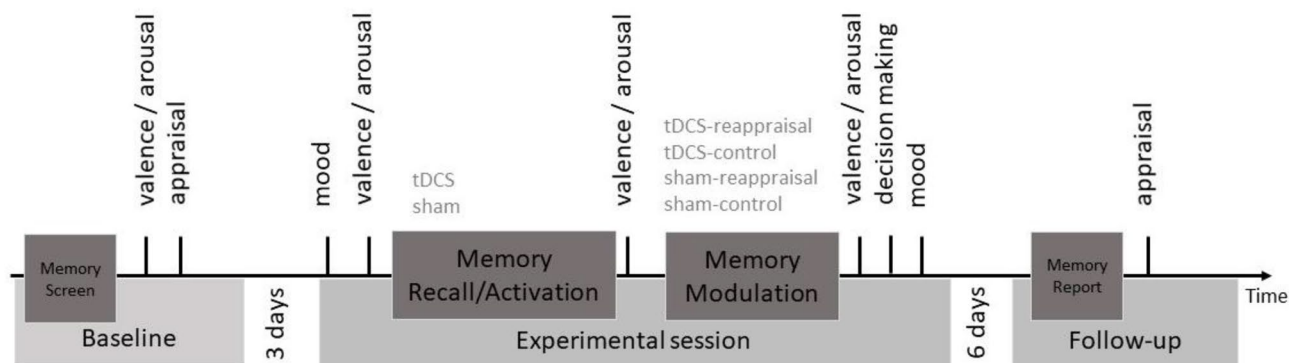 valence / arousal
appraisal
mood
valence / arousal
tDCS
sham
valence / arousal
tDCS-reappraisal
tDCS-control
sham-reappraisal
sham-control
valence / arousal
decision making
mood
appraisal
Memory
Screen
Memory
Recall/Activation
Memory
Modulation
Memory
Report
Time
Baseline
3 days
Experimental session
6 days
Follow-up